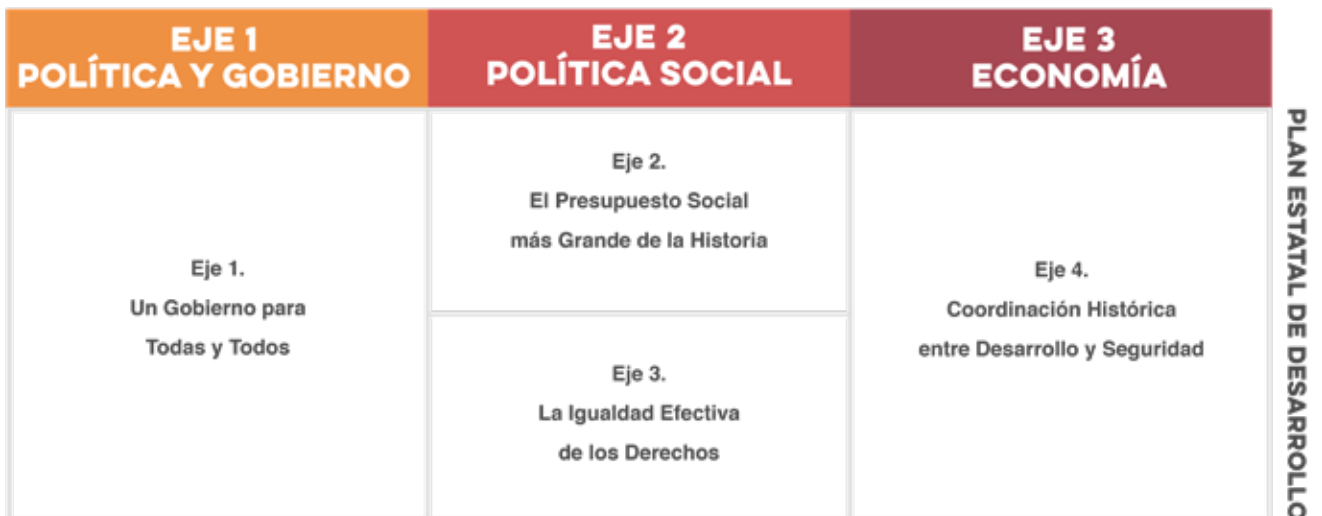 EJE 1
POLÍTICA Y GOBIERNO
EJE 2
POLÍTICA SOCIAL
EJE 3
ECONOMÍA
Eje 1.
Un Gobierno para
Todas y Todos
Eje 2.
El Presupuesto Social
más Grande de la Historia
Eje 3.
La Igualdad Efectiva
de los Derechos
Eje 4.
Coordinación Histórica
entre Desarrollo y Seguridad
PLAN ESTATAL DE DESARROLLO